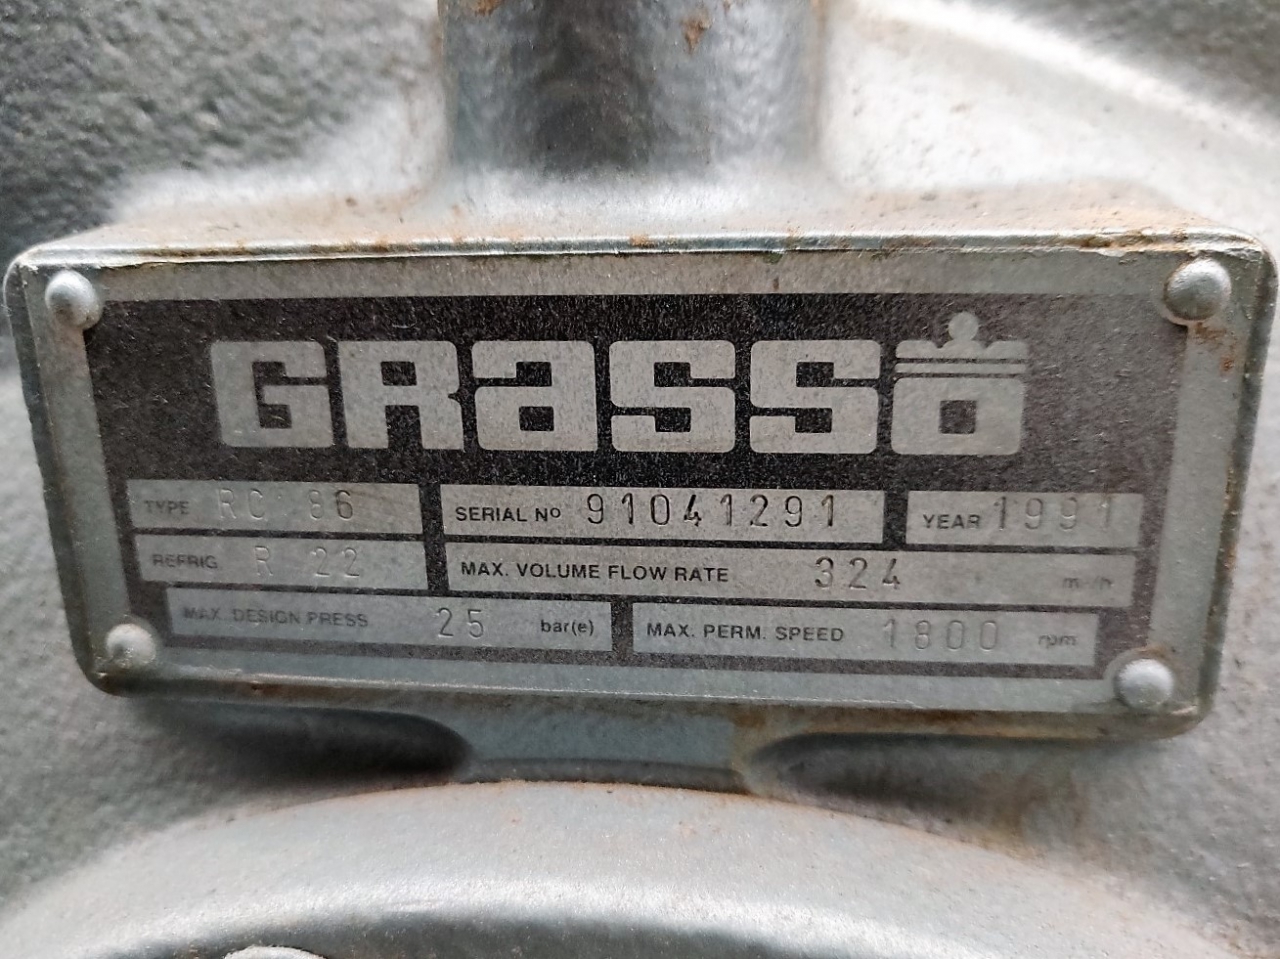 GRASSO
TYPE RC 86 SERIAL Nº 91041291 YEAR 1991
REFRIG. R 22 MAX. VOLUME FLOW RATE 324 m³/h
MAX. DESIGN PRESS 25 bar(e) MAX. PERM. SPEED 1800 rpm